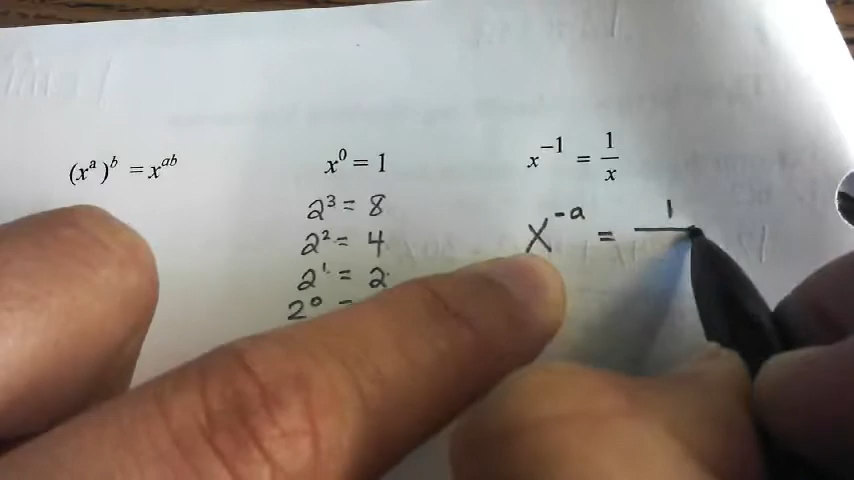 (x^a)^b = x^ab
x^0 = 1
2^3 = 8
2^2 = 4
2^1 = 2
2^0 =
x^-1 = 1/x
x^-a = 1/